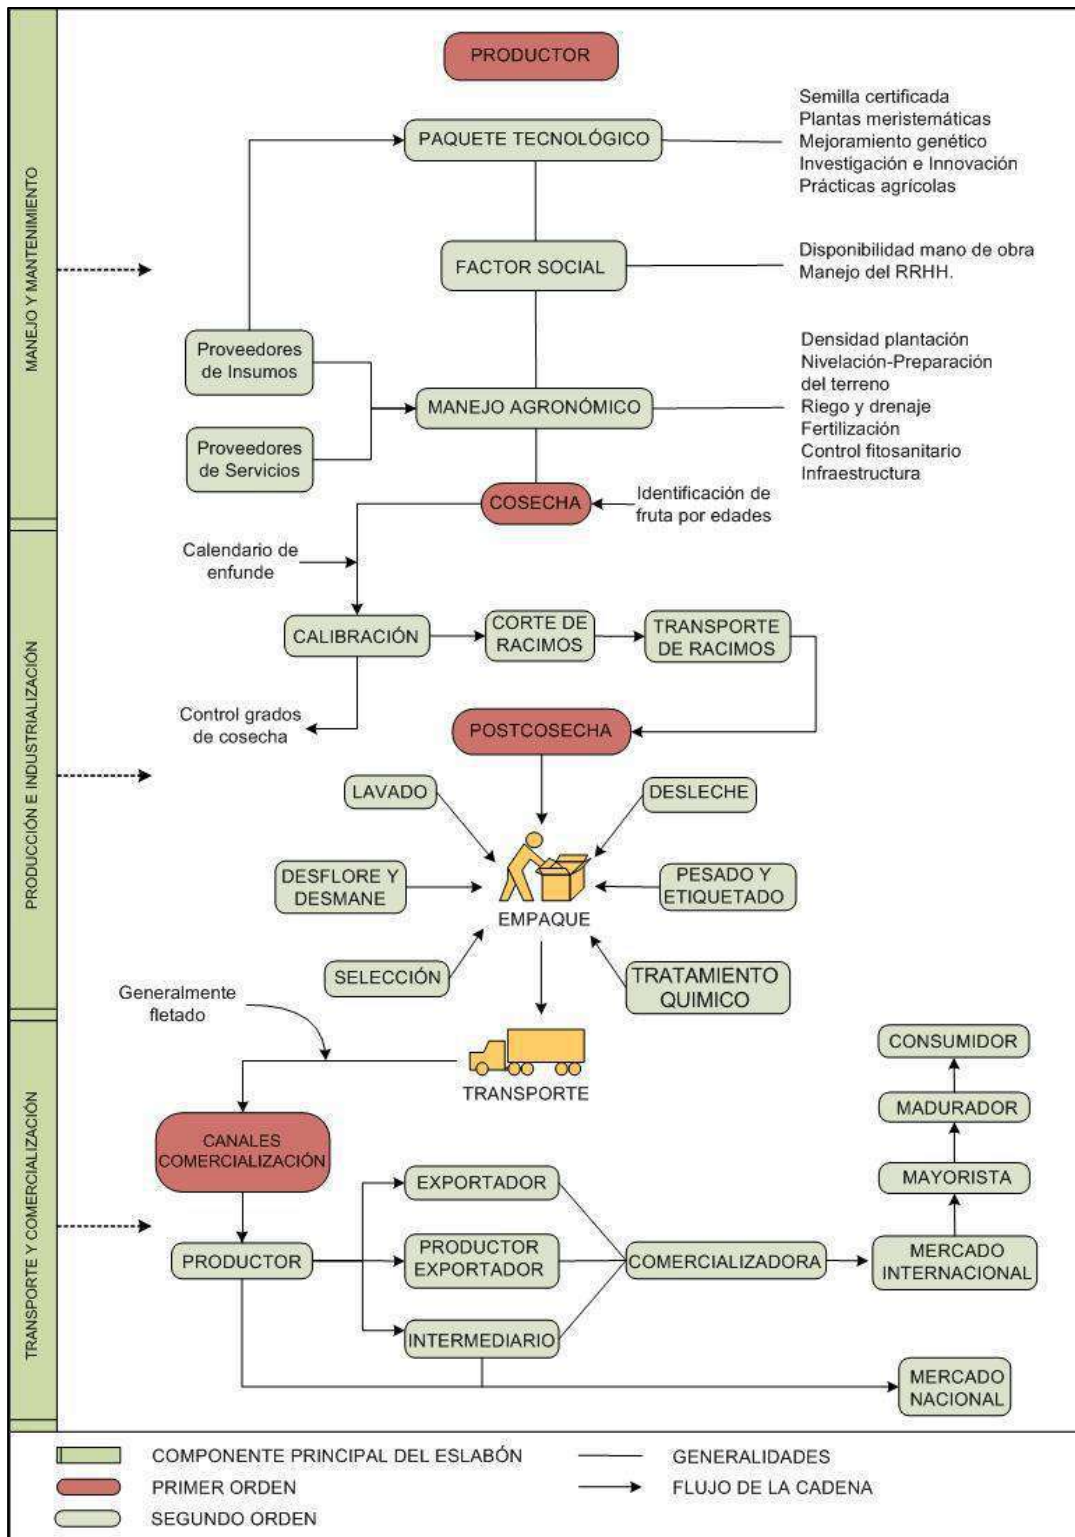 PRODUCTOR
MANEJO Y MANTENIMIENTO
PAQUETE TECNOLÓGICO
Semilla certificada
Plantas meristemáticas
Mejoramiento genético
Investigación e Innovación
Prácticas agrícolas
FACTOR SOCIAL
Disponibilidad mano de obra
Manejo del RRHH.
Proveedores
de Insumos
Proveedores
de Servicios
MANEJO AGRONÓMICO
Densidad plantación
Nivelación-Preparación
del terreno
Riego y drenaje
Fertilización
Control fitosanitario
Infraestructura
COSECHA
Identificación de
fruta por edades
PRODUCCIÓN E INDUSTRIALIZACIÓN
Calendario de
enfunde
CALIBRACIÓN
CORTE DE
RACIMOS
TRANSPORTE
DE RACIMOS
Control grados
de cosecha
POSTCOSECHA
LAVADO
DESLECHE
DESFLORE Y
DESMANE
PESADO Y
ETIQUETADO
EMPAQUE
SELECCIÓN
TRATAMIENTO
QUIMICO
Generalmente
fletado
TRANSPORTE
TRANSPORTE Y COMERCIALIZACIÓN
CANALES
COMERCIALIZACIÓN
PRODUCTOR
EXPORTADOR
PRODUCTOR
EXPORTADOR
INTERMEDIARIO
COMERCIALIZADORA
CONSUMIDOR
MADURADOR
MAYORISTA
MERCADO
INTERNACIONAL
MERCADO
NACIONAL
COMPONENTE PRINCIPAL DEL ESLABÓN
PRIMER ORDEN
SEGUNDO ORDEN
GENERALIDADES
FLUJO DE LA CADENA